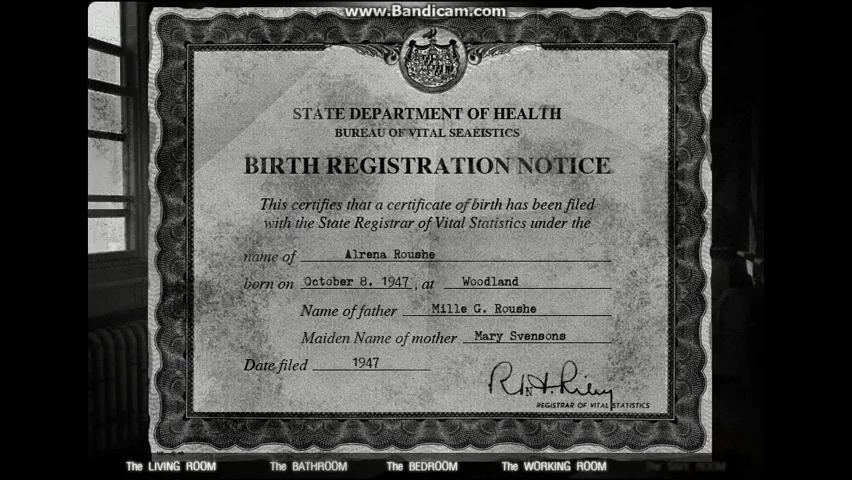 www.Bandicam.com
STATE DEPARTMENT OF HEALTH
BUREAU OF VITAL SEAEISTICS
BIRTH REGISTRATION NOTICE
This certifies that a certificate of birth has been filed
with the State Registrar of Vital Statistics under the
name of Alrena Roushe
born on October 8. 1947, at Woodland
Name of father Mille G. Roushe
Maiden Name of mother Mary Svensons
Date filed 1947
REGISTRAR OF VITAL STATISTICS
The LIVING ROOM The BATHROOM The BEDROOM The WORKING ROOM The SAFE ROOM